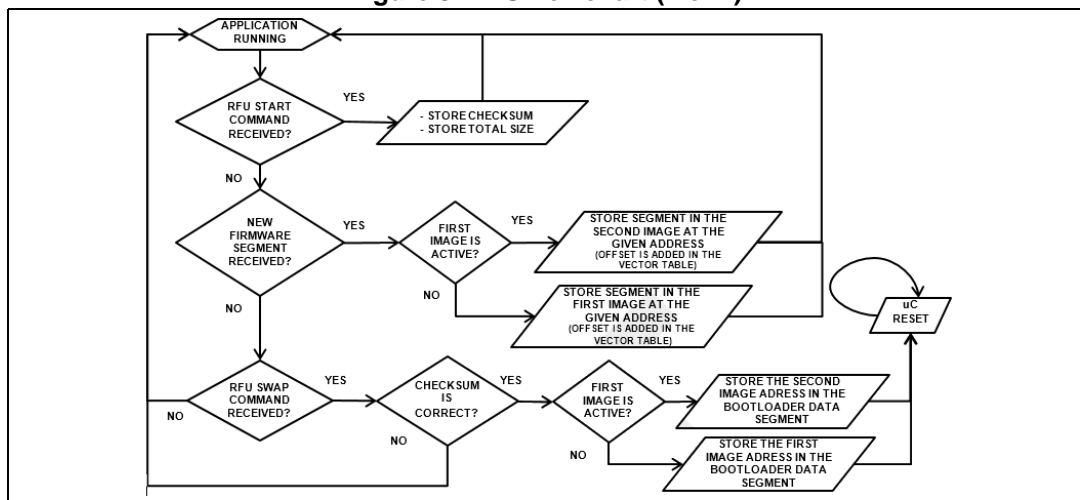 APPLICATION
RUNNING
RFU START
COMMAND
RECEIVED?
YES
- STORE CHECKSUM
- STORE TOTAL SIZE
NO
NEW
FIRMWARE
SEGMENT
RECEIVED?
YES
FIRST
IMAGE IS
ACTIVE?
YES
STORE SEGMENT IN THE
SECOND IMAGE AT THE
GIVEN ADDRESS
(OFFSET IS ADDED IN THE
VECTOR TABLE)
NO
STORE SEGMENT IN THE
FIRST IMAGE AT THE
GIVEN ADDRESS
(OFFSET IS ADDED IN THE
VECTOR TABLE)
NO
uC
RESET
RFU SWAP
COMMAND
RECEIVED?
NO
YES
CHECKSUM
IS
CORRECT?
NO
YES
FIRST
IMAGE IS
ACTIVE?
YES
STORE THE SECOND
IMAGE ADRESS IN THE
BOOTLOADER DATA
SEGMENT
NO
STORE THE FIRST
IMAGE ADRESS IN THE
BOOTLOADER DATA
SEGMENT